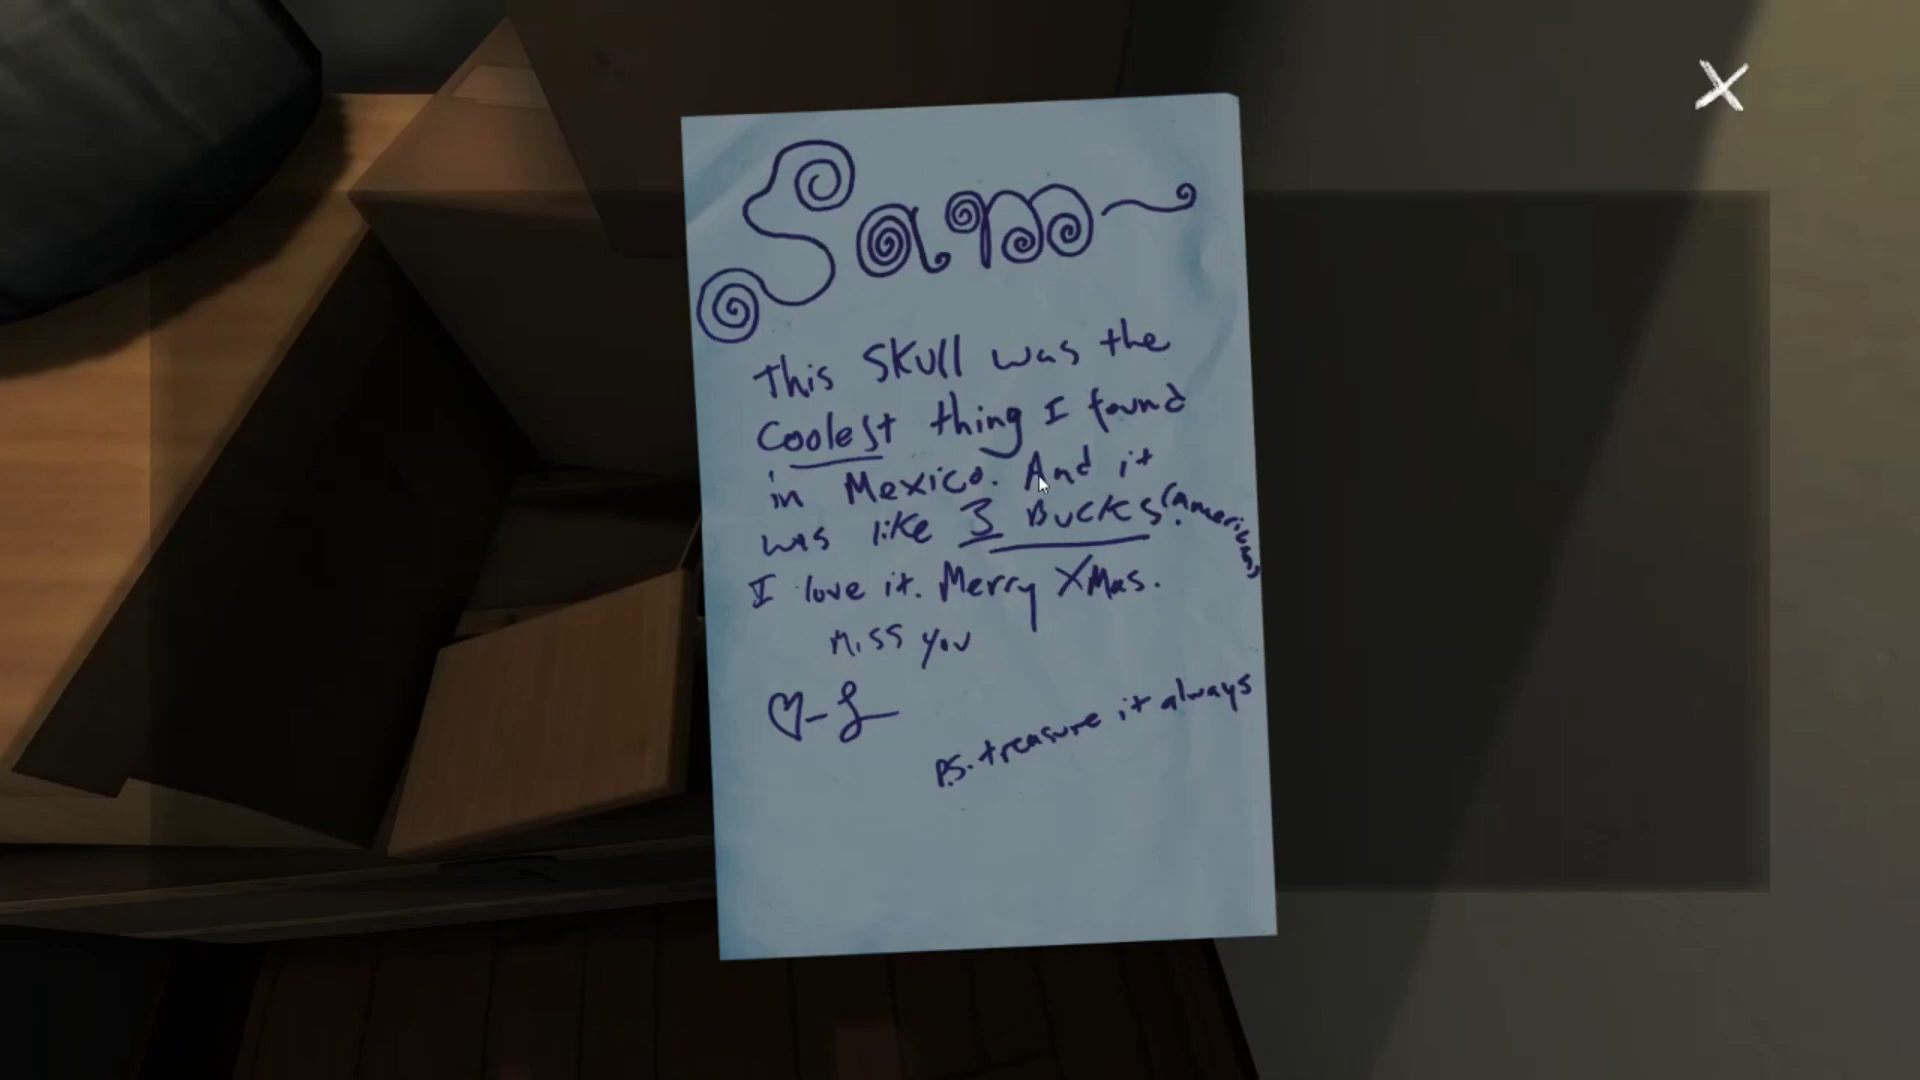 Sam
This SKull was the
coolest thing I found
in Mexico. And it
was like 3 Bucks. (american)
I love it. Merry XMas.
Miss you
♡-L
P.S. treasure it always